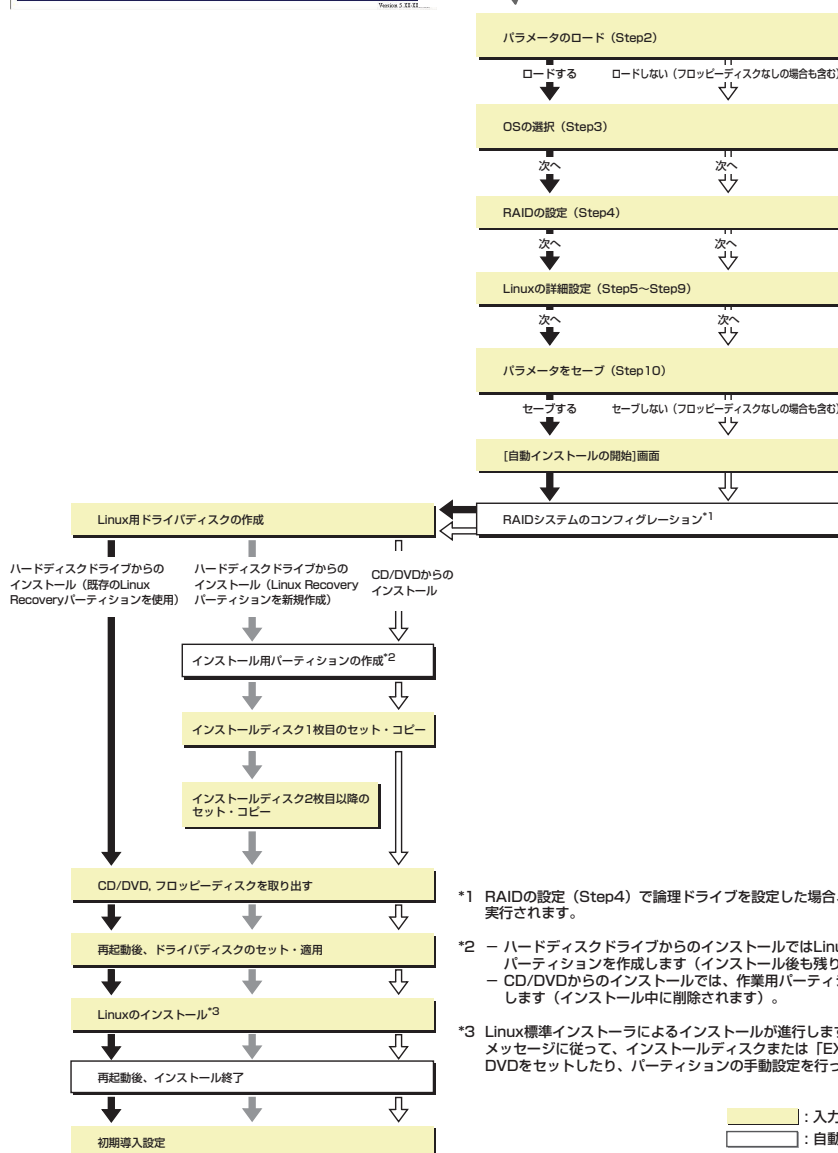 Version 5.XX-XX......
パラメータのロード（Step2）
ロードする
ロードしない（フロッピーディスクなしの場合も含む）
OSの選択（Step3）
次へ
次へ
RAIDの設定（Step4）
次へ
次へ
Linuxの詳細設定（Step5～Step9）
次へ
次へ
パラメータをセーブ（Step10）
セーブする
セーブしない（フロッピーディスクなしの場合も含む）
[自動インストールの開始]画面
RAIDシステムのコンフィグレーション*1
Linux用ドライバディスクの作成
ハードディスクドライブからの
インストール（既存のLinux
Recoveryパーティションを使用）
ハードディスクドライブからの
インストール（Linux Recovery
パーティションを新規作成）
CD/DVDからの
インストール
インストール用パーティションの作成*2
インストールディスク1枚目のセット・コピー
インストールディスク2枚目以降の
セット・コピー
CD/DVD, フロッピーディスクを取り出す
再起動後、ドライバディスクのセット・適用
Linuxのインストール*3
再起動後、インストール終了
初期導入設定
*1 RAIDの設定（Step4）で論理ドライブを設定した場合、
実行されます。
*2 － ハードディスクドライブからのインストールではLinu
パーティションを作成します（インストール後も残り
－ CD/DVDからのインストールでは、作業用パーティシ
します（インストール中に削除されます）。
*3 Linux標準インストーラによるインストールが進行します
メッセージに従って、インストールディスクまたは「EX
DVDをセットしたり、パーティションの手動設定を行っ
：入力
：自動